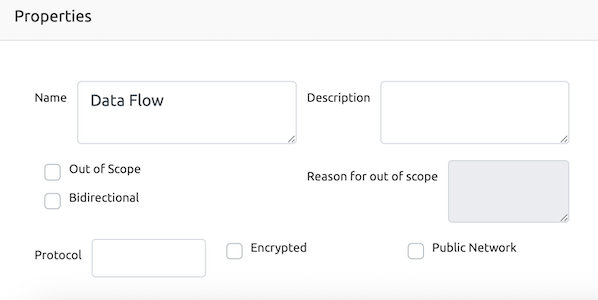 Properties
Name
Data Flow
Description
Out of Scope
Bidirectional
Reason for out of scope
Protocol
Encrypted
Public Network